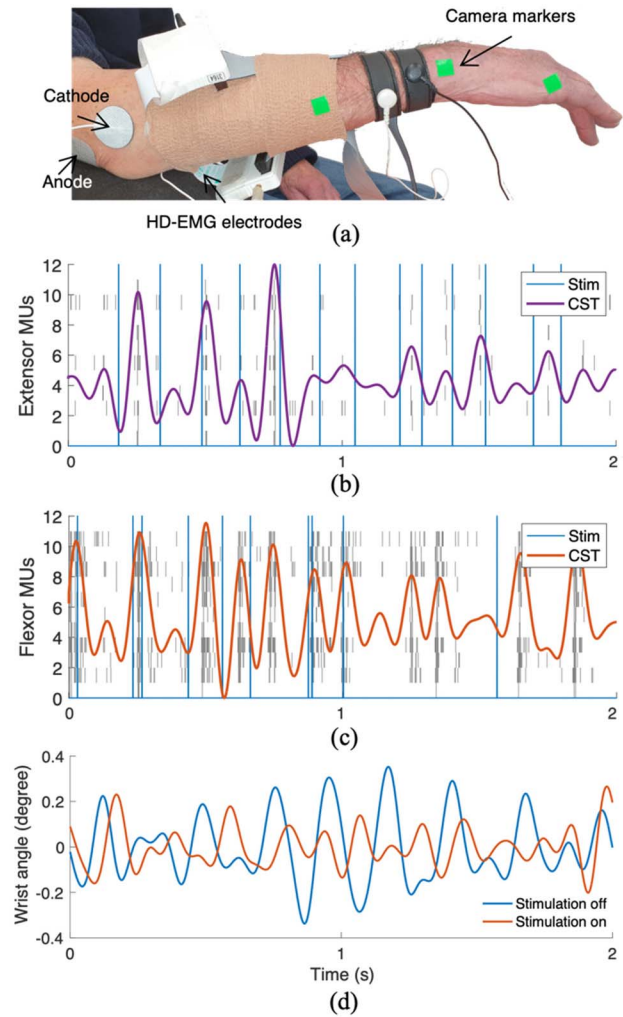 Camera markers
Cathode
Anode
HD-EMG electrodes
(a)
12
10
8
6
4
2
0
Extensor MUs
Stim
CST
0
1
2
(b)
12
10
8
6
4
2
0
Flexor MUs
Stim
CST
0
1
2
(c)
0.4
0.2
0
-0.2
-0.4
Wrist angle (degree)
Stimulation off
Stimulation on
0
1
2
Time (s)
(d)